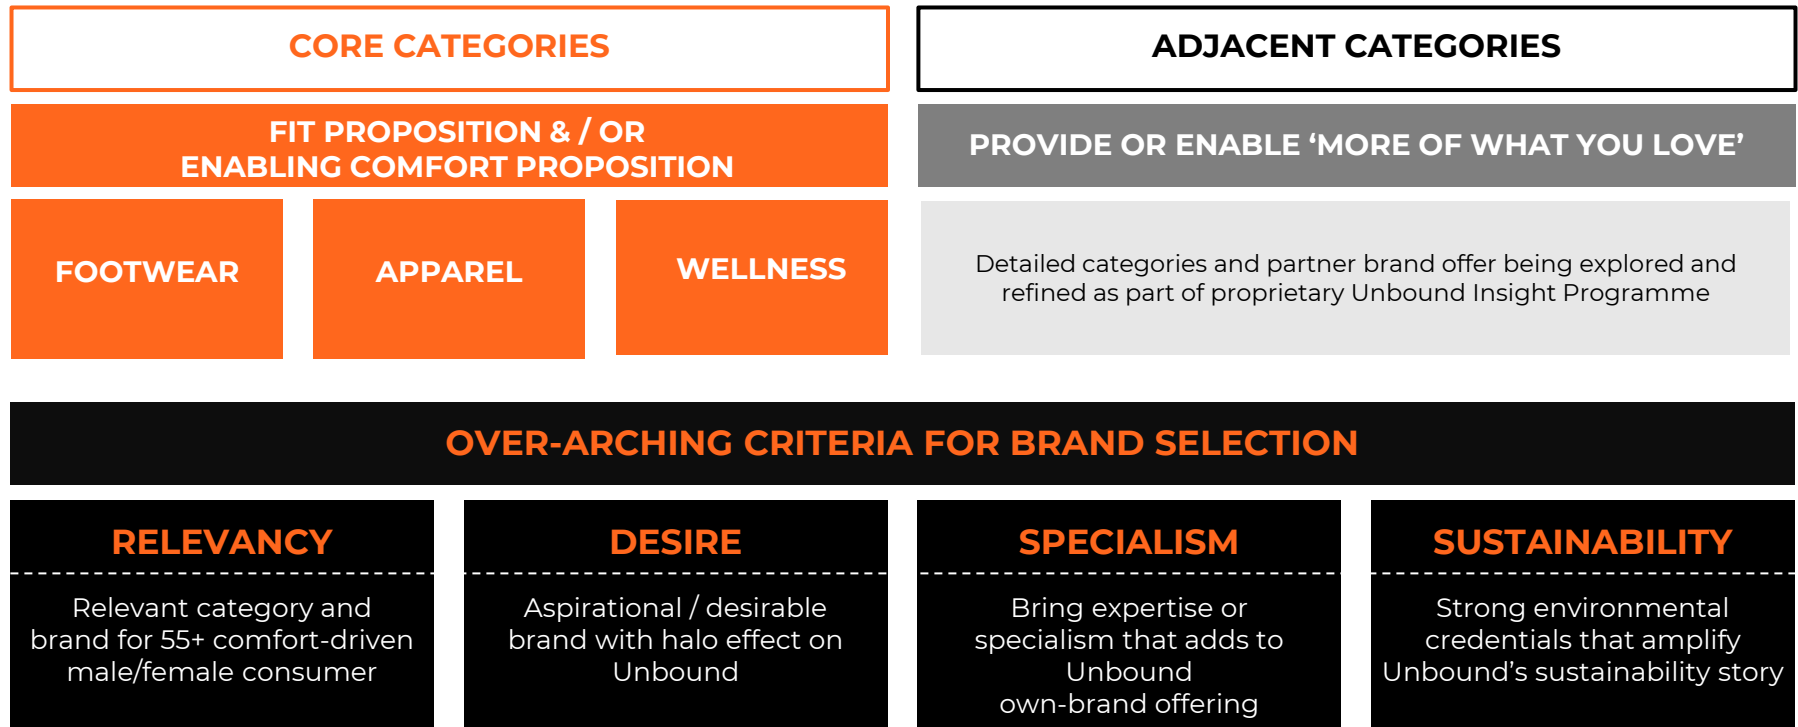 CORE CATEGORIES
FIT PROPOSITION & / OR
ENABLING COMFORT PROPOSITION
FOOTWEAR
APPAREL
WELLNESS
ADJACENT CATEGORIES
PROVIDE OR ENABLE ‘MORE OF WHAT YOU LOVE’
Detailed categories and partner brand offer being explored and
refined as part of proprietary Unbound Insight Programme
OVER-ARCHING CRITERIA FOR BRAND SELECTION
RELEVANCY
Relevant category and
brand for 55+ comfort-driven
male/female consumer
DESIRE
Aspirational / desirable
brand with halo effect on
Unbound
SPECIALISM
Bring expertise or
specialism that adds to
Unbound
own-brand offering
SUSTAINABILITY
Strong environmental
credentials that amplify
Unbound’s sustainability story